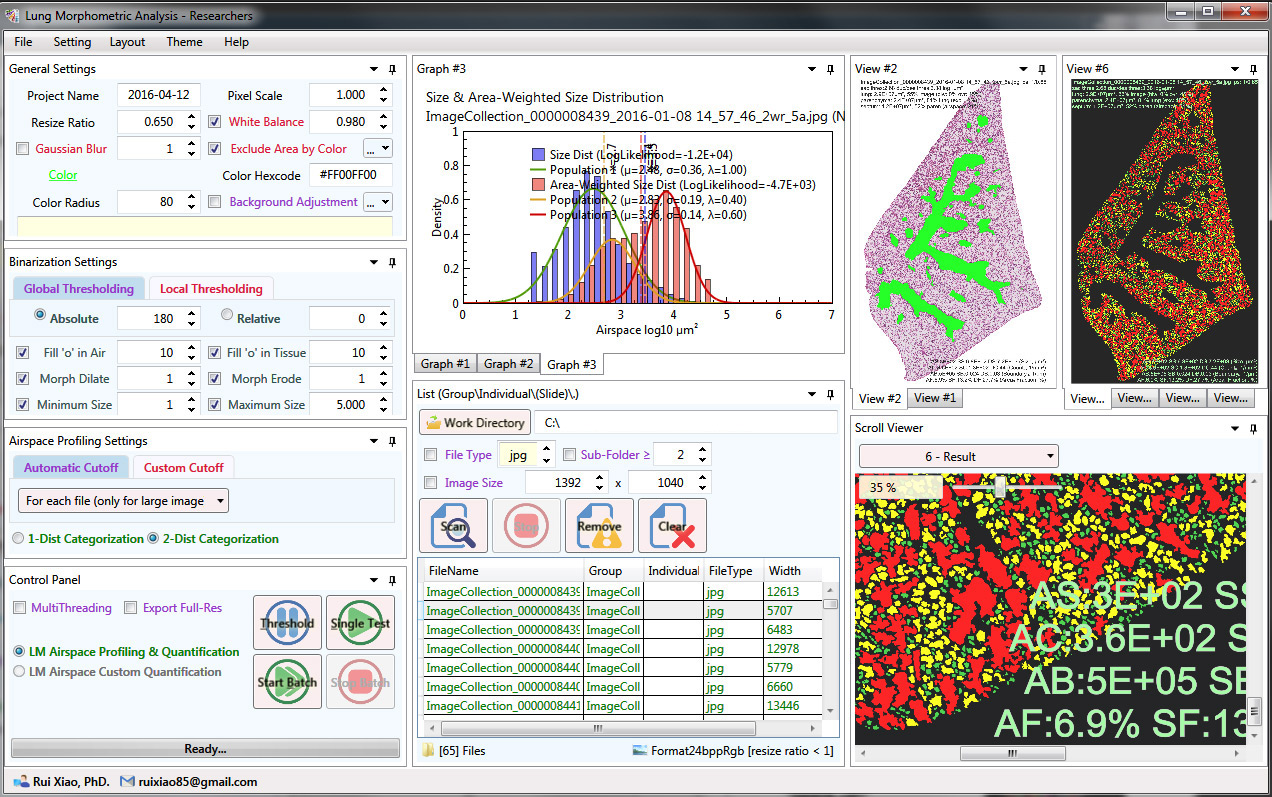 Lung Morphometric Analysis - Researchers
File Setting Layout Theme Help
General Settings
Project Name 2016-04-12 Pixel Scale 1.000
Resize Ratio 0.650 White Balance 0.980
Gaussian Blur 1 Exclude Area by Color ...
Color Color Hexcode #FF00FF00
Color Radius 80 Background Adjustment ...
Binarization Settings
Global Thresholding Local Thresholding
Absolute 180 Relative 0
Fill 'o' in Air 10 Fill 'o' in Tissue 10
Morph Dilate 1 Morph Erode 1
Minimum Size 1 Maximum Size 5.000
Airspace Profiling Settings
Automatic Cutoff Custom Cutoff
For each file (only for large image
1-Dist Categorization 2-Dist Categorization
Control Panel
MultiThreading Export Full-Res
Threshold Single Test
LM Airspace Profiling & Quantification
LM Airspace Custom Quantification
Start Batch Stop Batch
Ready...
Graph #3
Size & Area-Weighted Size Distribution
ImageCollection_0000008439_2016-01-08 14_57_46_2wr_5a.jpg (N
Size Dist (LogLikelihood=-1.2E+04)
Population 1 (μ=2.48, σ=0.36, λ=1.00)
Area-Weighted Size Dist (LogLikelihood=-4.7E+03)
Population 2 (μ=2.83, σ=0.19, λ=0.40)
Population 3 (μ=3.86, σ=0.14, λ=0.60)
Density
1
0.8
0.6
0.4
0.2
0
0 1 2 3 4 5 6 7
Airspace log10 μm²
Graph #1 Graph #2 Graph #3
List (Group\Individual\(Slide)\.)
Work Directory C:\
File Type jpg Sub-Folder ≥ 2
Image Size 1392 x 1040
Scan Stop Remove Clear
FileName Group Individual FileType Width
ImageCollection_0000008439 ImageColl jpg 12613
ImageCollection_0000008439 ImageColl jpg 5707
ImageCollection_0000008439 ImageColl jpg 6483
ImageCollection_0000008440 ImageColl jpg 12978
ImageCollection_0000008440 ImageColl jpg 5779
ImageCollection_0000008440 ImageColl jpg 6660
ImageCollection_0000008441 ImageColl jpg 13446
[65] Files Format24bppRgb [resize ratio < 1]
View #2
View #2 View #1
View #6
View... View... View... View...
Scroll Viewer
6 - Result
35 %
AS:3E+02 SS
AC:3.6E+02 S
AB:5E+05 SB
AF:6.9% SF:13
Rui Xiao, PhD. ruixiao85@gmail.com